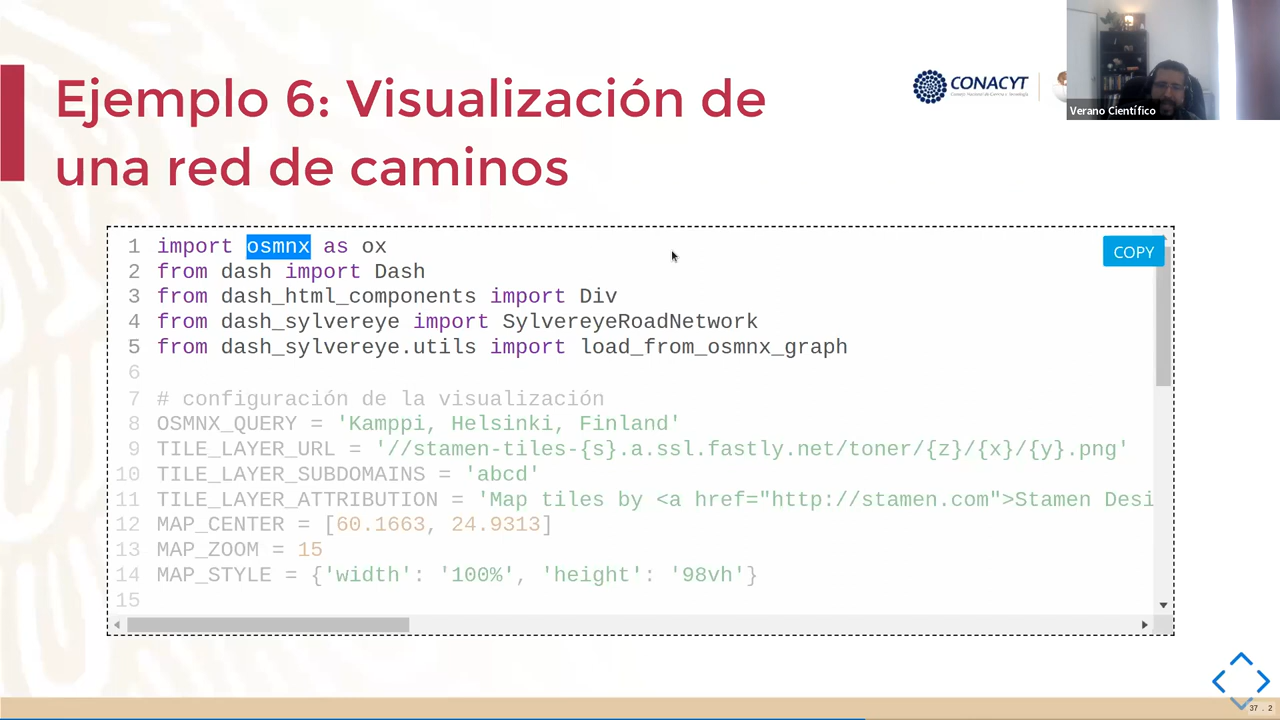 Ejemplo 6: Visualización de
una red de caminos
CONACYT
Verano Científico
COPY
1 import osmnx as ox
2 from dash import Dash
3 from dash_html_components import Div
4 from dash_sylvereye import SylvereyeRoadNetwork
5 from dash_sylvereye.utils import load_from_osmnx_graph
6
7 # configuración de la visualización
8 OSMNX_QUERY = 'Kamppi, Helsinki, Finland'
9 TILE_LAYER_URL = '//stamen-tiles-{s}.a.ssl.fastly.net/toner/{z}/{x}/{y}.png'
10 TILE_LAYER_SUBDOMAINS = 'abcd'
11 TILE_LAYER_ATTRIBUTION = 'Map tiles by <a href="http://stamen.com">Stamen Desi
12 MAP_CENTER = [60.1663, 24.9313]
13 MAP_ZOOM = 15
14 MAP_STYLE = {'width': '100%', 'height': '98vh'}
15
37 . 2